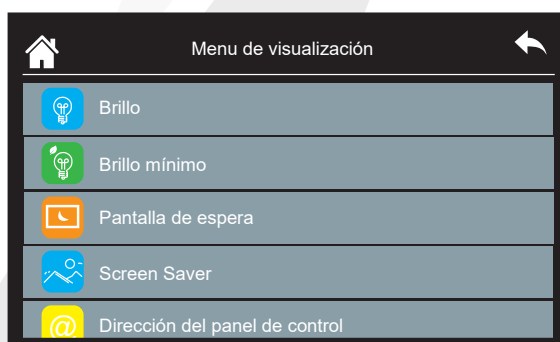 Menu de visualización
Brillo
Brillo mínimo
Pantalla de espera
Screen Saver
@ Dirección del panel de control